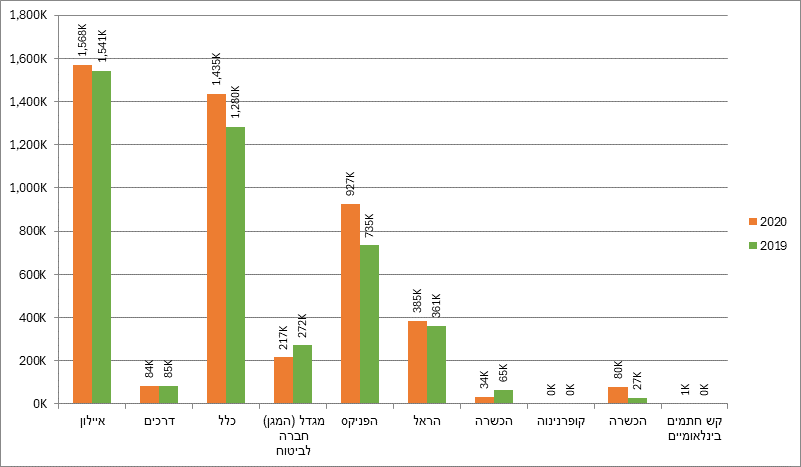 1,800K
1,600K
1,400K
1,200K
1,000K
800K
600K
400K
200K
0K
1,568K
1,541K
84K
85K
1,435K
1,280K
217K
272K
927K
735K
385K
361K
34K
65K
0K
0K
80K
27K
1K
0K
איילון
דרכים
כלל
מגדל (המגן)
חברה
לביטוח
הפניקס
הראל
הכשרה
קופרנינוה
הכשרה
קש חתמים
בינלאומיים
2020
2019